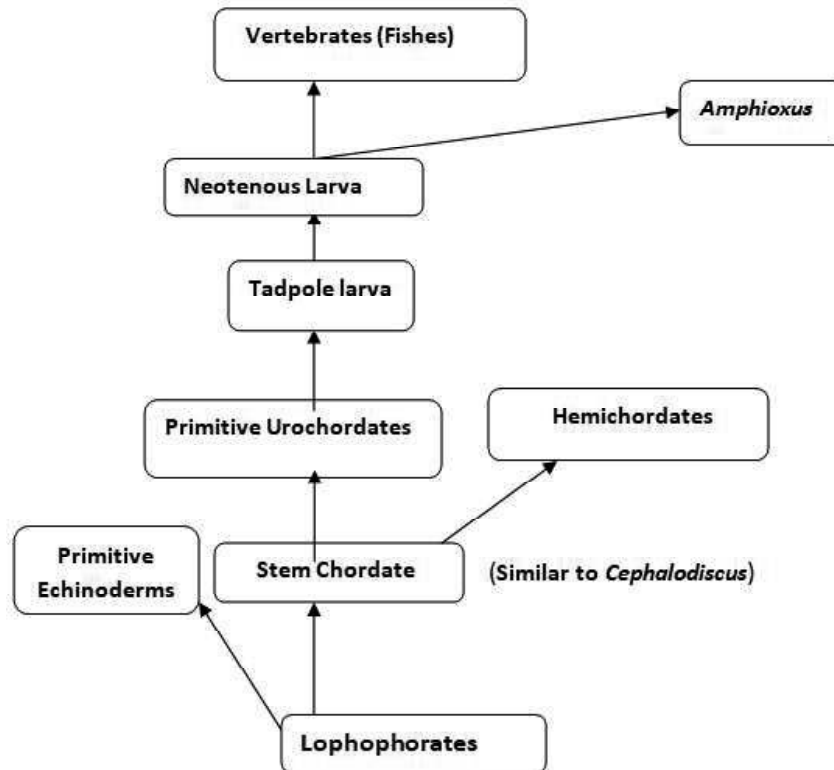 Vertebrates (Fishes)
Amphioxus
Neotenous Larva
Tadpole larva
Hemichordates
Primitive Urochordates
Primitive
Echinoderms
Stem Chordate
(Similar to Cephalodiscus)
Lophophorates